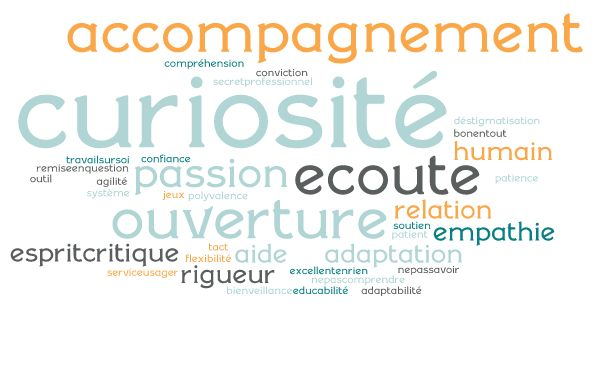 accompagnement
compréhension
conviction
secretprofessionnel
curiosité
déstigmatisation
bonentout
humain
travailsursoi confiance
remiseenquestion
outil agilité
passion
ecoute
patience
système
jeux polyvalence
ouverture
relation
soutien
patient
empathie
espritcritique
tact
flexibilité
aide
adaptation
serviceusager
rigueur
excellentenrien
nepassavoir
nepascomprendre
bienveillance educabilité adaptabilité